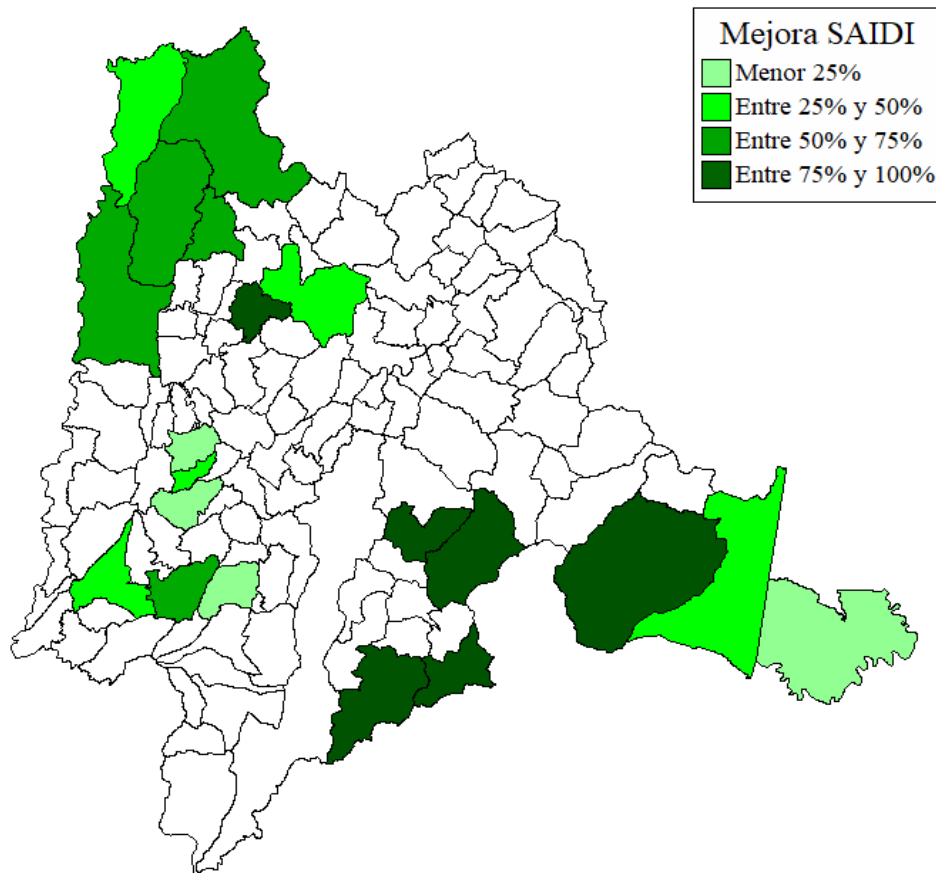 Mejora SAIDI
Menor 25%
Entre 25% y 50%
Entre 50% y 75%
Entre 75% y 100%